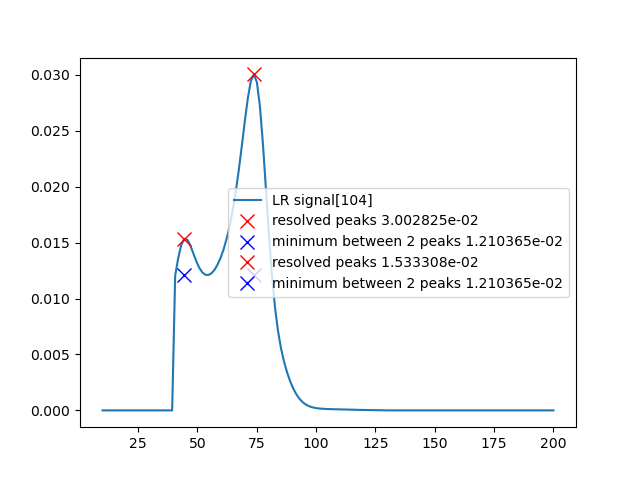 0.030
0.025
0.020
0.015
0.010
0.005
0.000
LR signal[104]
resolved peaks 3.002825e-02
minimum between 2 peaks 1.210365e-02
resolved peaks 1.533308e-02
minimum between 2 peaks 1.210365e-02
25 50 75 100 125 150 175 200